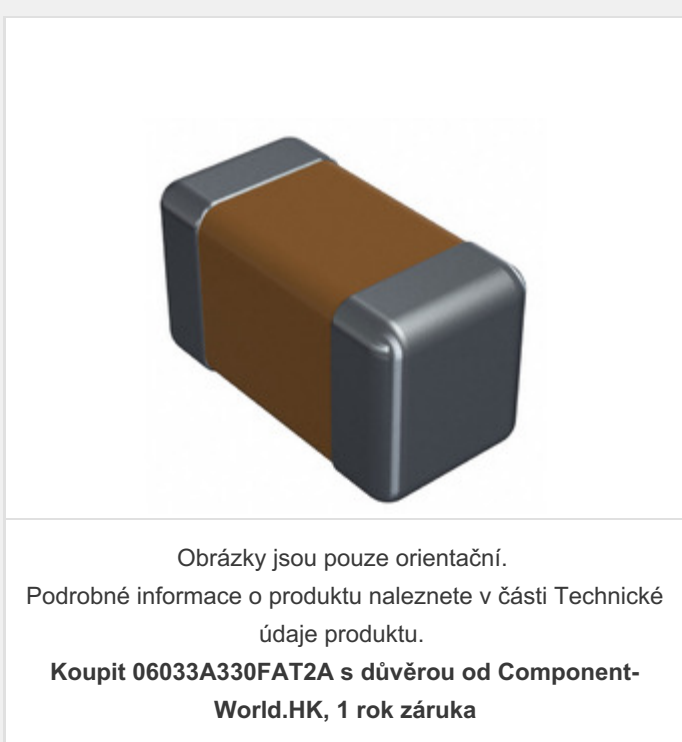 Obrázky jsou pouze orientační.
Podrobné informace o produktu naleznete v části Technické
údaje produktu.
Koupit 06033A330FAT2A s důvěrou od Component-
World.HK, 1 rok záruka